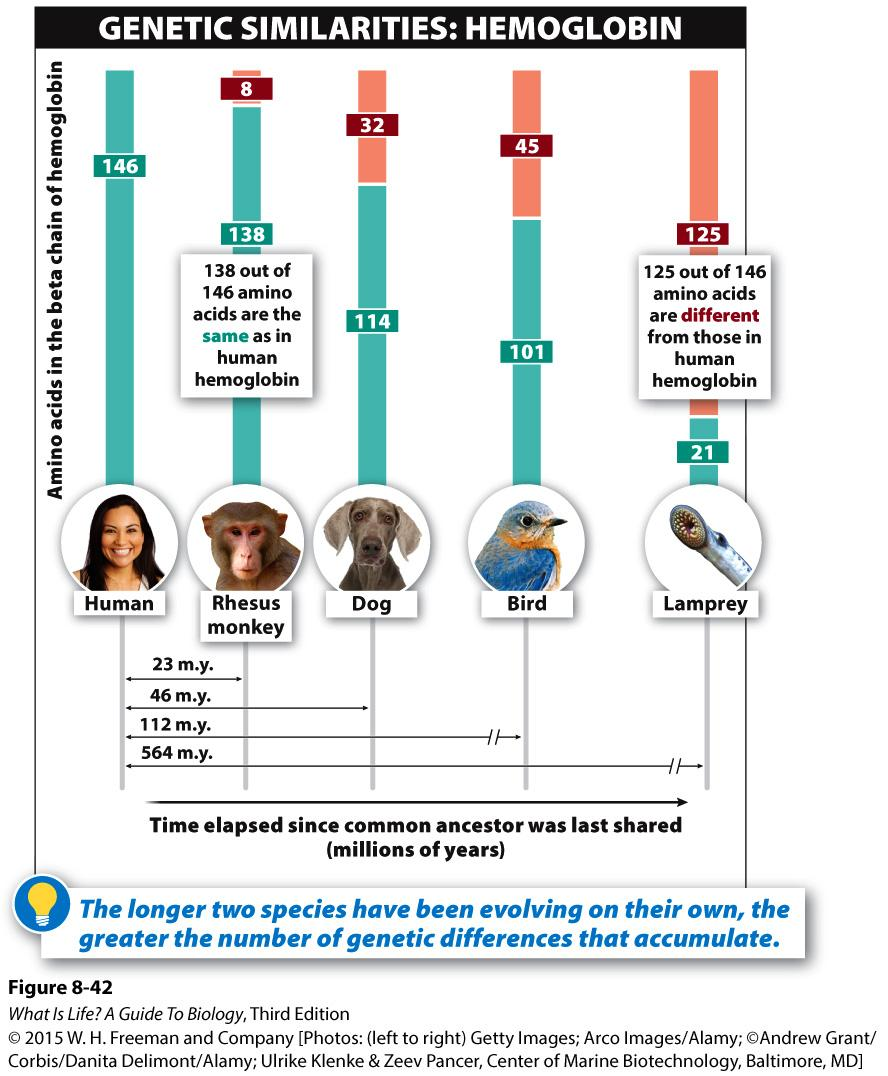 GENETIC SIMILARITIES: HEMOGLOBIN
Amino acids in the beta chain of hemoglobin
146
8
138
138 out of
146 amino
acids are the
same as in
human
hemoglobin
32
114
45
101
125
125 out of 146
amino acids
are different
from those in
human
hemoglobin
21
Human
Rhesus
monkey
Dog
Bird
Lamprey
23 m.y.
46 m.y.
112 m.y.
564 m.y.
Time elapsed since common ancestor was last shared
(millions of years)
The longer two species have been evolving on their own, the
greater the number of genetic differences that accumulate.
Figure 8-42
What Is Life? A Guide To Biology, Third Edition
© 2015 W. H. Freeman and Company [Photos: (left to right) Getty Images; Arco Images/Alamy; ©Andrew Grant/
Corbis/Danita Delimont/Alamy; Ulrike Klenke & Zeev Pancer, Center of Marine Biotechnology, Baltimore, MD]